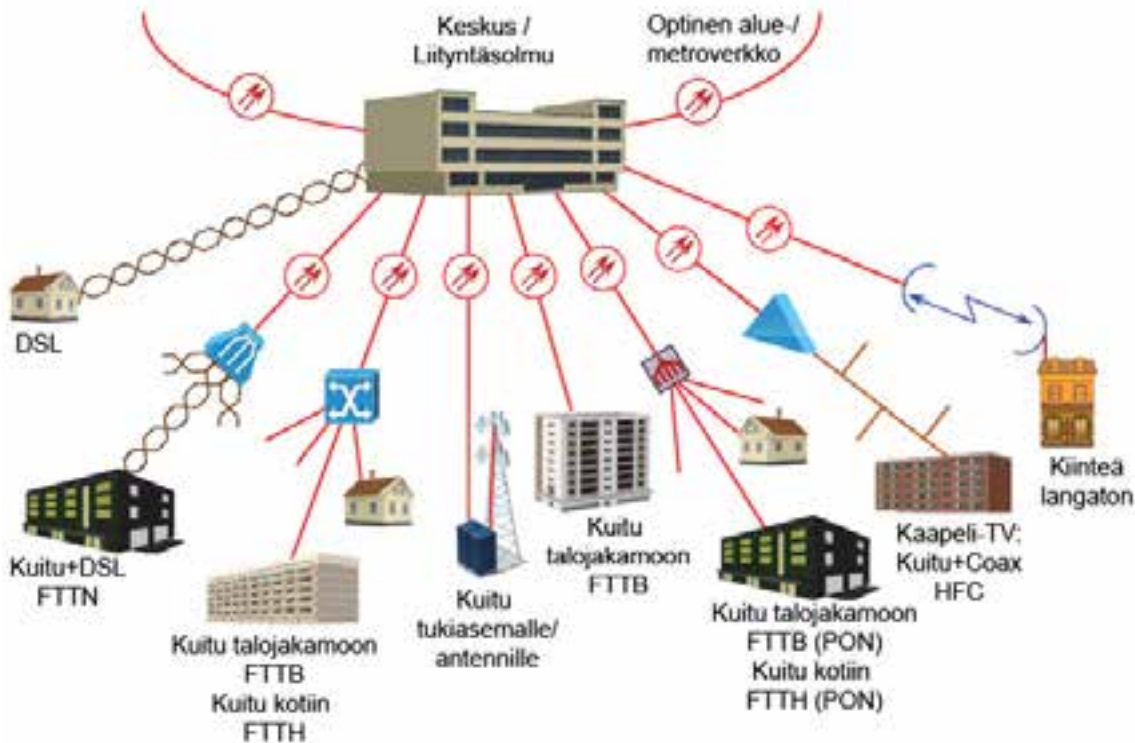 Keskus /
Liityntäsolmu
Optinen alue-/
metroverkko
DSL
Kuitu+DSL
FTTN
Kuitu talojakamoon
FTTB
Kuitu kotiin
FTTH
Kuitu
tukiasemalle/
antennille
Kuitu
talojakamoon
FTTB
Kuitu talojakamoon
FTTB (PON)
Kuitu kotiin
FTTH (PON)
Kaapeli-TV:
Kuitu+Coax
HFC
Kiinteä
langaton